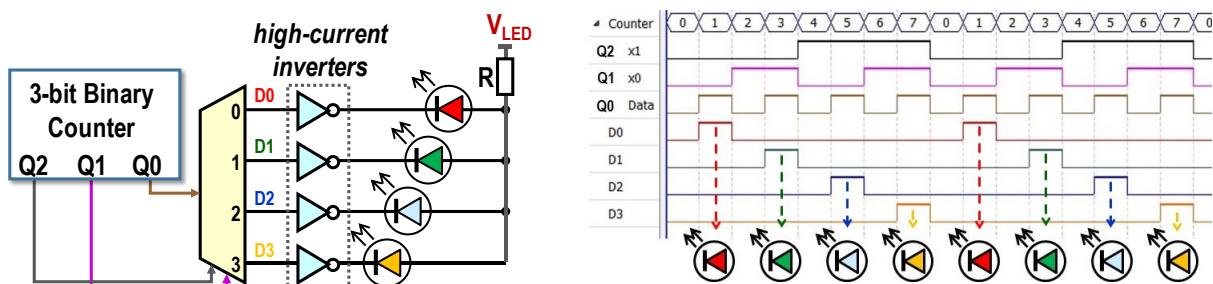 high-current
inverters
V_LED
R
3-bit Binary
Counter
Q2 Q1 Q0
0 D0
1 D1
2 D2
3 D3
Counter 0 1 2 3 4 5 6 7 0 1 2 3 4 5 6 7 0
Q2 x1
Q1 x0
Q0 Data
D0
D1
D2
D3